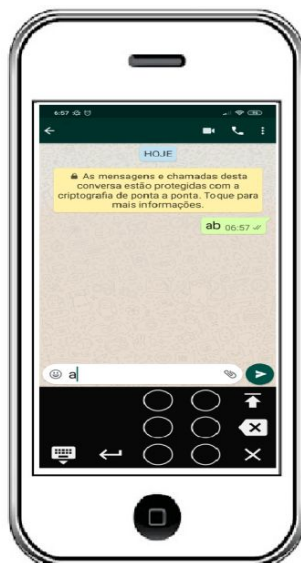 6:57
HOJE
As mensagens e chamadas desta
conversa estão protegidas com a
criptografia de ponta a ponta. Toque para
mais informações.
ab 06:57
a